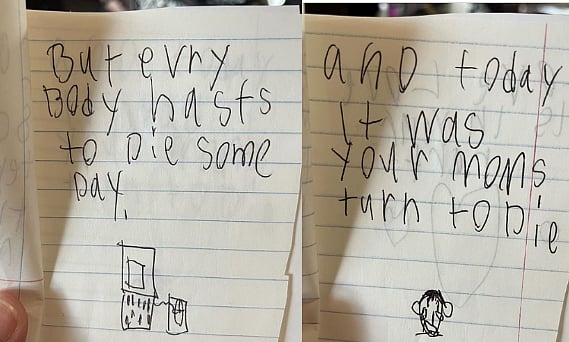 But evry
Body hasts
to Die some
Day.
and today
it was
your moms
turn to Die